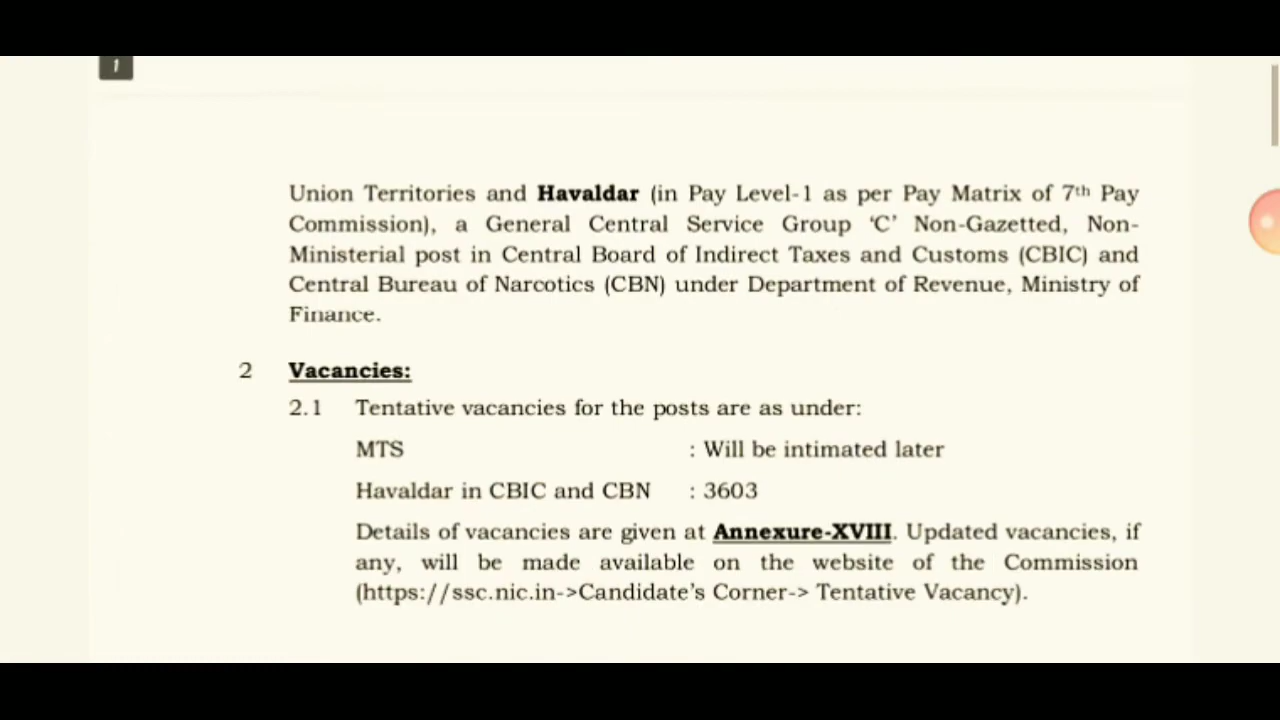 1
Union Territories and Havaldar (in Pay Level-1 as per Pay Matrix of 7th Pay
Commission), a General Central Service Group ‘C’ Non-Gazetted, Non-
Ministerial post in Central Board of Indirect Taxes and Customs (CBIC) and
Central Bureau of Narcotics (CBN) under Department of Revenue, Ministry of
Finance.
2 Vacancies:
2.1 Tentative vacancies for the posts are as under:
MTS : Will be intimated later
Havaldar in CBIC and CBN : 3603
Details of vacancies are given at Annexure-XVIII. Updated vacancies, if
any, will be made available on the website of the Commission
(https://ssc.nic.in->Candidate’s Corner-> Tentative Vacancy).